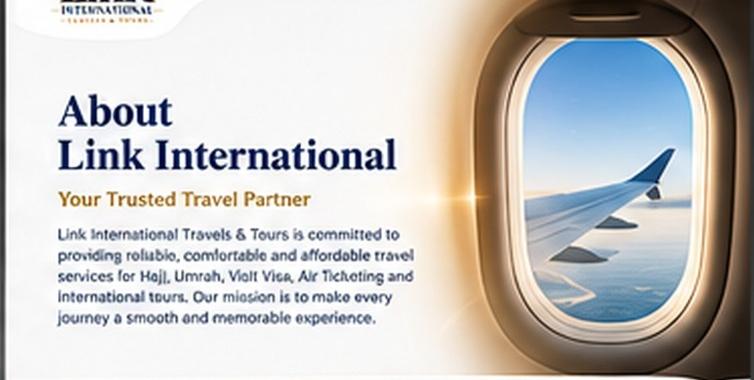 INTERNATIONAL
TRAVELS & TOURS
About
Link International
Your Trusted Travel Partner
Link International Travels & Tours is committed to
providing reliable, comfortable and affordable travel
services for Hajj, Umrah, Visit Visa, Air Ticketing and
International tours. Our mission is to make every
journey a smooth and memorable experience.